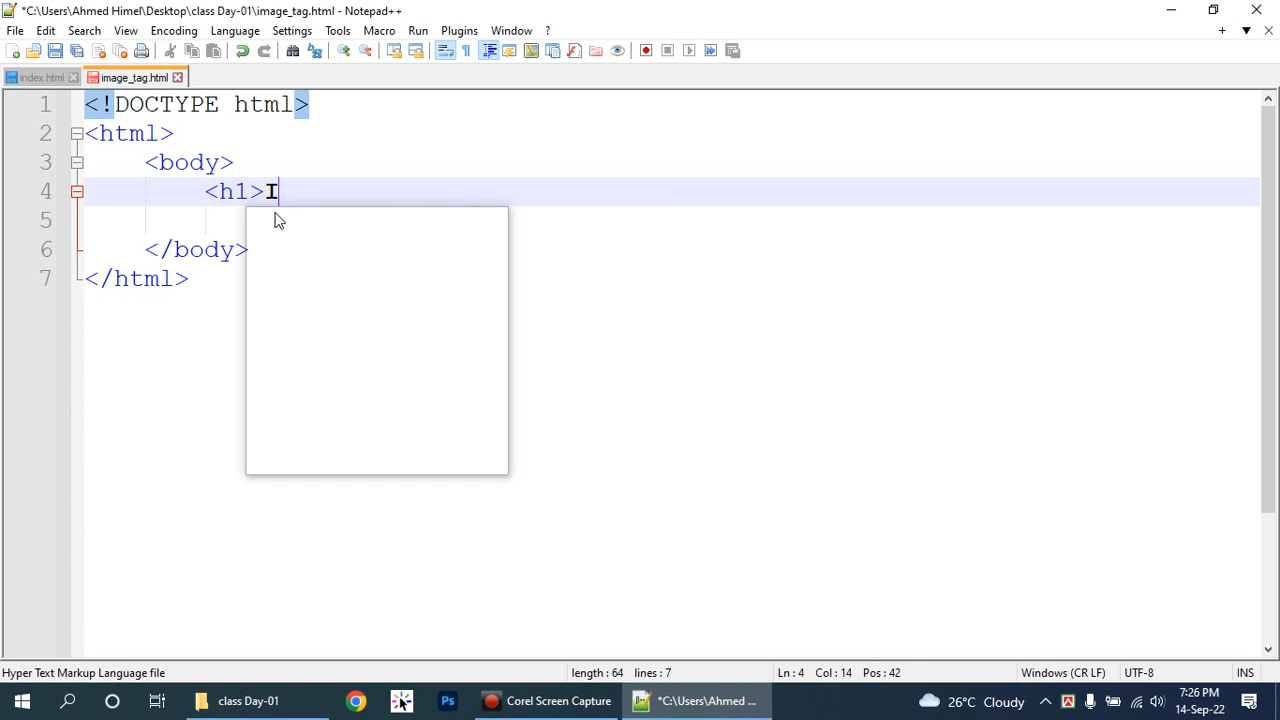 *C:\Users\Ahmed Himel\Desktop\class Day-01\image_tag.html - Notepad++
File Edit Search View Encoding Language Settings Tools Macro Run Plugins Window ?
index.html image_tag.html
1 <!DOCTYPE html>
2 <html>
3 <body>
4 <h1>I
5
6 </body>
7 </html>
Hyper Text Markup Language file length : 64 lines : 7 Ln : 4 Col : 14 Pos : 42 Windows (CR LF) UTF-8 INS
class Day-01 Ps Corel Screen Capture *C:\Users\Ahmed ... 26°C Cloudy 7:26 PM
14-Sep-22